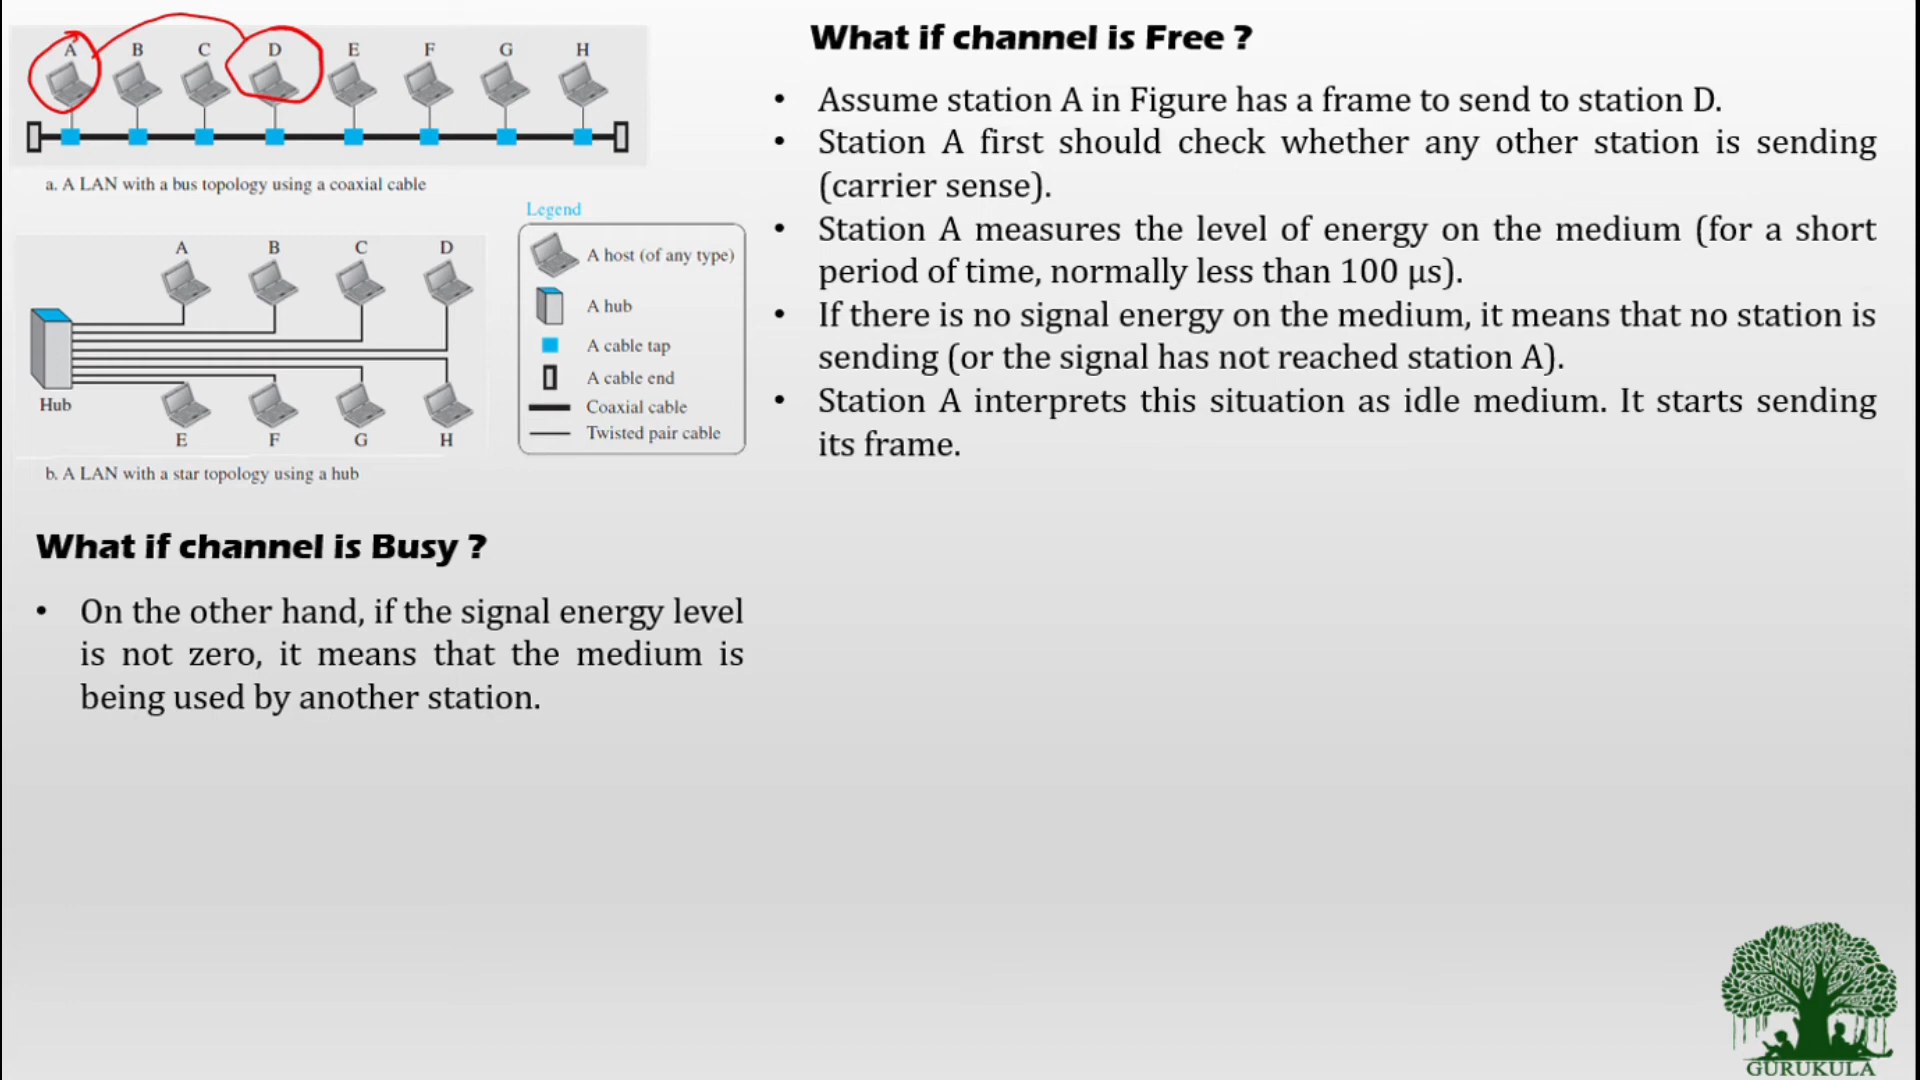 A B C D E F G H
a. A LAN with a bus topology using a coaxial cable
A B C D
Hub
E F G H
b. A LAN with a star topology using a hub
Legend
A host (of any type)
A hub
A cable tap
A cable end
Coaxial cable
Twisted pair cable
What if channel is Busy ?
• On the other hand, if the signal energy level
is not zero, it means that the medium is
being used by another station.
What if channel is Free ?
• Assume station A in Figure has a frame to send to station D.
• Station A first should check whether any other station is sending
(carrier sense).
• Station A measures the level of energy on the medium (for a short
period of time, normally less than 100 μs).
• If there is no signal energy on the medium, it means that no station is
sending (or the signal has not reached station A).
• Station A interprets this situation as idle medium. It starts sending
its frame.
GURUKULA